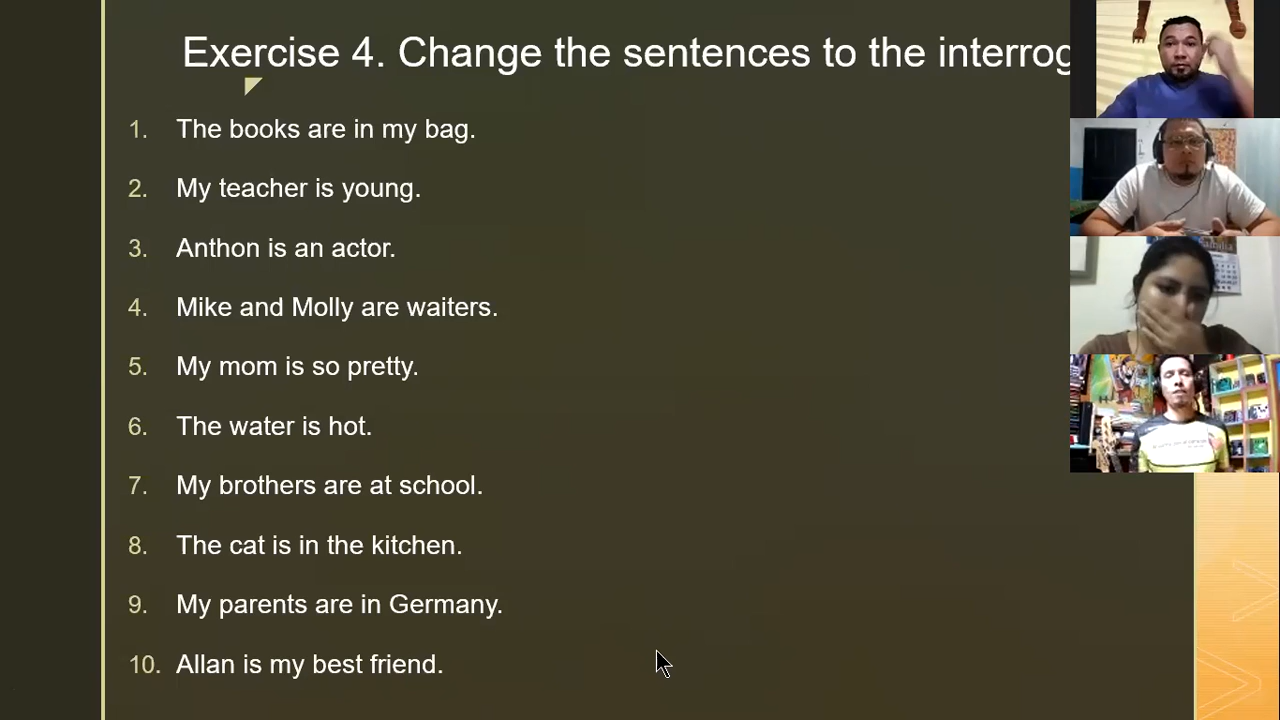 Exercise 4. Change the sentences to the interrog
1. The books are in my bag.
2. My teacher is young.
3. Anthon is an actor.
4. Mike and Molly are waiters.
5. My mom is so pretty.
6. The water is hot.
7. My brothers are at school.
8. The cat is in the kitchen.
9. My parents are in Germany.
10. Allan is my best friend.